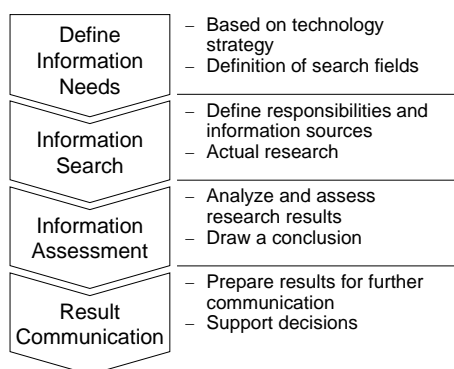 Define
Information
Needs
– Based on technology
strategy
– Definition of search fields
Information
Search
– Define responsibilities and
information sources
– Actual research
Information
Assessment
– Analyze and assess
research results
– Draw a conclusion
Result
Communication
– Prepare results for further
communication
– Support decisions